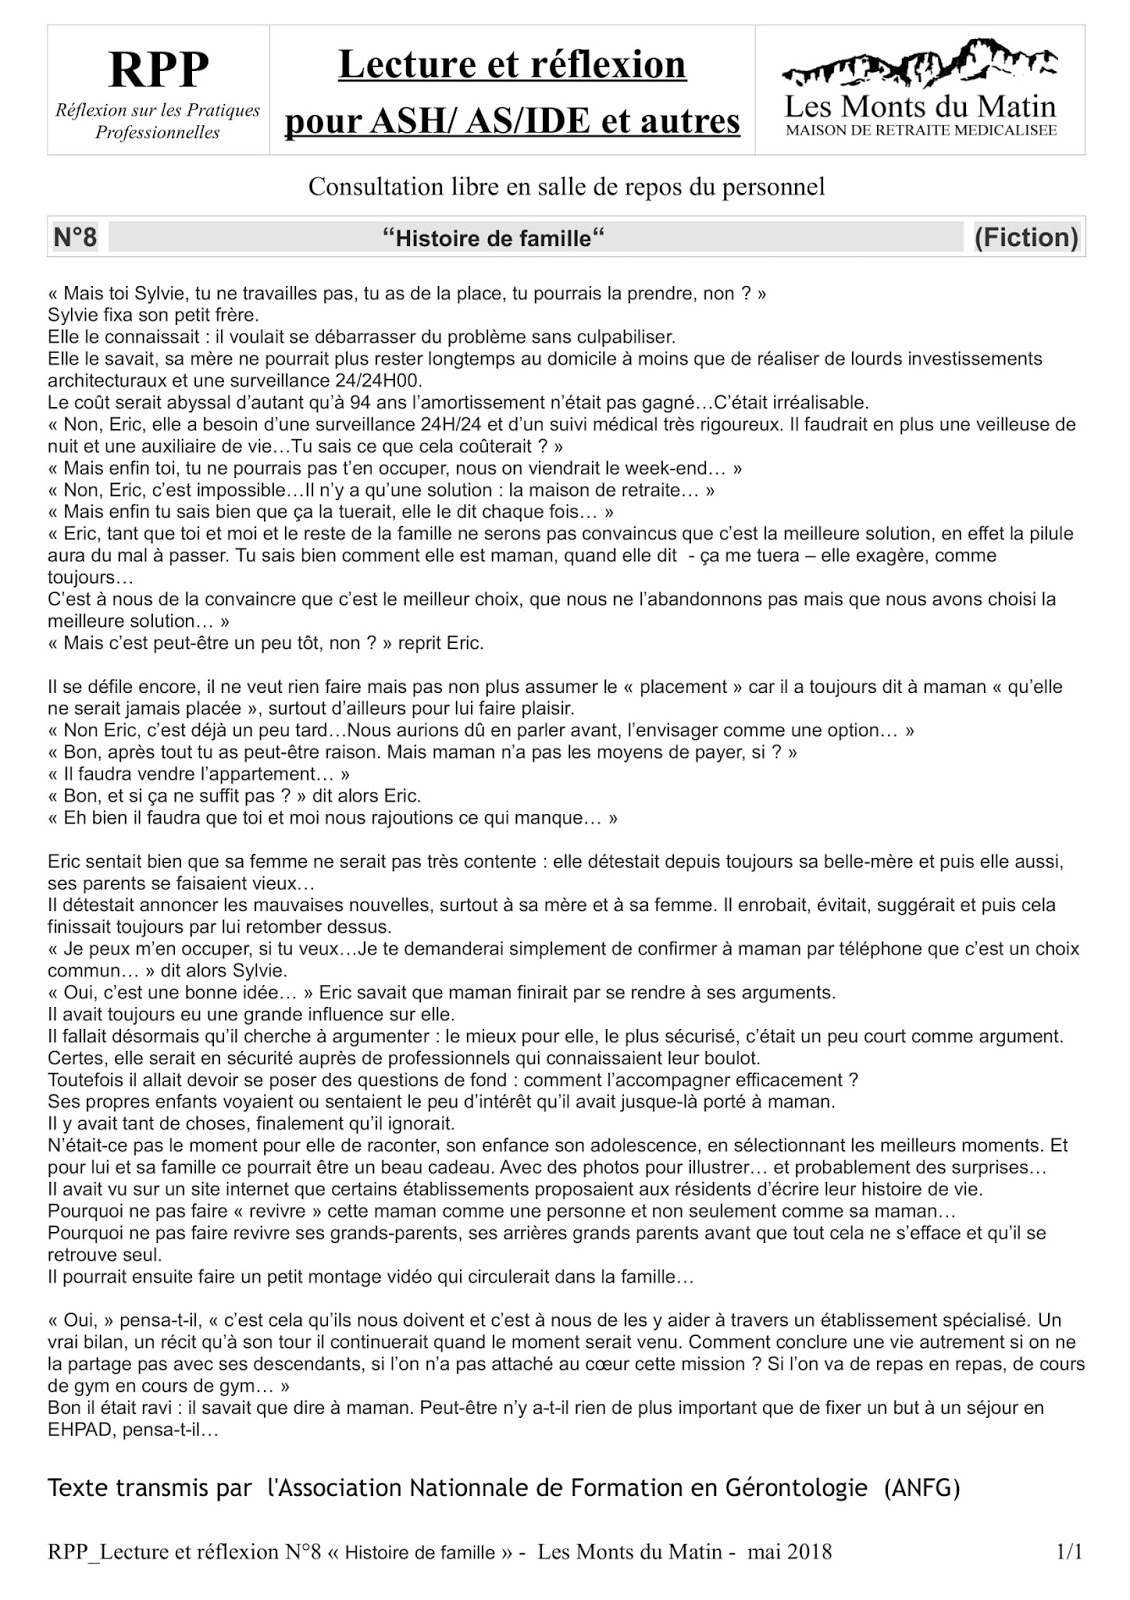 RPP
Réflexion sur les Pratiques
Professionnelles
Lecture et réflexion
pour ASH/ AS/IDE et autres
Les Monts du Matin
MAISON DE RETRAITE MEDICALISEE
Consultation libre en salle de repos du personnel
N°8 “Histoire de famille“ (Fiction)
« Mais toi Sylvie, tu ne travailles pas, tu as de la place, tu pourrais la prendre, non ? »
Sylvie fixa son petit frère.
Elle le connaissait : il voulait se débarrasser du problème sans culpabiliser.
Elle le savait, sa mère ne pourrait plus rester longtemps au domicile à moins que de réaliser de lourds investissements
architecturaux et une surveillance 24/24H00.
Le coût serait abyssal d’autant qu’à 94 ans l’amortissement n’était pas gagné…C’était irréalisable.
« Non, Eric, elle a besoin d’une surveillance 24H/24 et d’un suivi médical très rigoureux. Il faudrait en plus une veilleuse de
nuit et une auxiliaire de vie…Tu sais ce que cela coûterait ? »
« Mais enfin toi, tu ne pourrais pas t’en occuper, nous on viendrait le week-end… »
« Non, Eric, c’est impossible…Il n’y a qu’une solution : la maison de retraite… »
« Mais enfin tu sais bien que ça la tuerait, elle le dit chaque fois… »
« Eric, tant que toi et moi et le reste de la famille ne serons pas convaincus que c’est la meilleure solution, en effet la pilule
aura du mal à passer. Tu sais bien comment elle est maman, quand elle dit - ça me tuera – elle exagère, comme
toujours…
C’est à nous de la convaincre que c’est le meilleur choix, que nous ne l’abandonnons pas mais que nous avons choisi la
meilleure solution… »
« Mais c’est peut-être un peu tôt, non ? » reprit Eric.
Il se défile encore, il ne veut rien faire mais pas non plus assumer le « placement » car il a toujours dit à maman « qu’elle
ne serait jamais placée », surtout d’ailleurs pour lui faire plaisir.
« Non Eric, c’est déjà un peu tard…Nous aurions dû en parler avant, l’envisager comme une option… »
« Bon, après tout tu as peut-être raison. Mais maman n’a pas les moyens de payer, si ? »
« Il faudra vendre l’appartement… »
« Bon, et si ça ne suffit pas ? » dit alors Eric.
« Eh bien il faudra que toi et moi nous rajoutions ce qui manque… »
Eric sentait bien que sa femme ne serait pas très contente : elle détestait depuis toujours sa belle-mère et puis elle aussi,
ses parents se faisaient vieux…
Il détestait annoncer les mauvaises nouvelles, surtout à sa mère et à sa femme. Il enrobait, évitait, suggérait et puis cela
finissait toujours par lui retomber dessus.
« Je peux m’en occuper, si tu veux…Je te demanderai simplement de confirmer à maman par téléphone que c’est un choix
commun… » dit alors Sylvie.
« Oui, c’est une bonne idée… » Eric savait que maman finirait par se rendre à ses arguments.
Il avait toujours eu une grande influence sur elle.
Il fallait désormais qu’il cherche à argumenter : le mieux pour elle, le plus sécurisé, c’était un peu court comme argument.
Certes, elle serait en sécurité auprès de professionnels qui connaissaient leur boulot.
Toutefois il allait devoir se poser des questions de fond : comment l’accompagner efficacement ?
Ses propres enfants voyaient ou sentaient le peu d’intérêt qu’il avait jusque-là porté à maman.
Il y avait tant de choses, finalement qu’il ignorait.
N’était-ce pas le moment pour elle de raconter, son enfance son adolescence, en sélectionnant les meilleurs moments. Et
pour lui et sa famille ce pourrait être un beau cadeau. Avec des photos pour illustrer… et probablement des surprises…
Il avait vu sur un site internet que certains établissements proposaient aux résidents d’écrire leur histoire de vie.
Pourquoi ne pas faire « revivre » cette maman comme une personne et non seulement comme sa maman…
Pourquoi ne pas faire revivre ses grands-parents, ses arrières grands parents avant que tout cela ne s’efface et qu’il se
retrouve seul.
Il pourrait ensuite faire un petit montage vidéo qui circulerait dans la famille…
« Oui, » pensa-t-il, « c’est cela qu’ils nous doivent et c’est à nous de les y aider à travers un établissement spécialisé. Un
vrai bilan, un récit qu’à son tour il continuerait quand le moment serait venu. Comment conclure une vie autrement si on ne
la partage pas avec ses descendants, si l’on n’a pas attaché au cœur cette mission ? Si l’on va de repas en repas, de cours
de gym en cours de gym… »
Bon il était ravi : il savait que dire à maman. Peut-être n’y a-t-il rien de plus important que de fixer un but à un séjour en
EHPAD, pensa-t-il…
Texte transmis par l'Association Nationnale de Formation en Gérontologie (ANFG)
RPP_Lecture et réflexion N°8 « Histoire de famille » - Les Monts du Matin - mai 2018 1/1